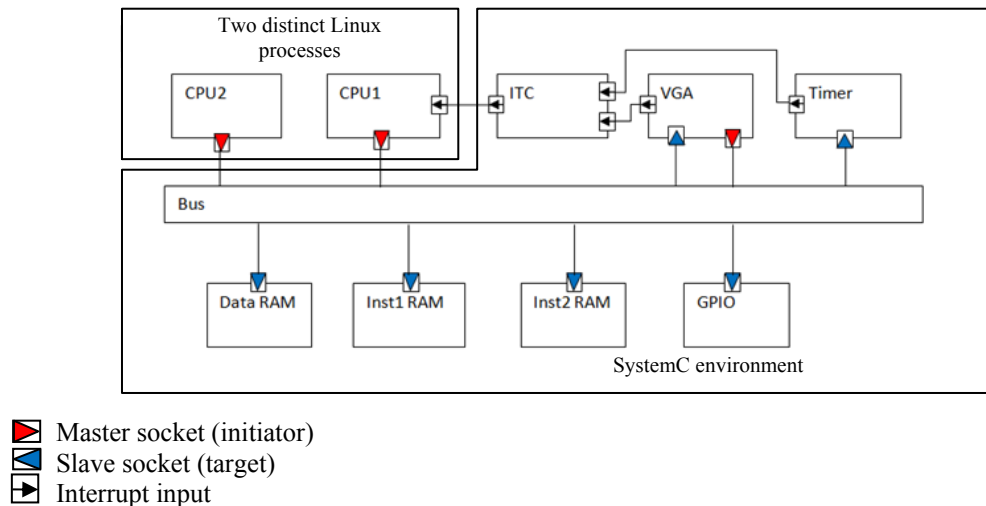 Two distinct Linux
processes
CPU2
CPU1
ITC
VGA
Timer
Bus
Data RAM
Inst1 RAM
Inst2 RAM
GPIO
SystemC environment
Master socket (initiator)
Slave socket (target)
Interrupt input